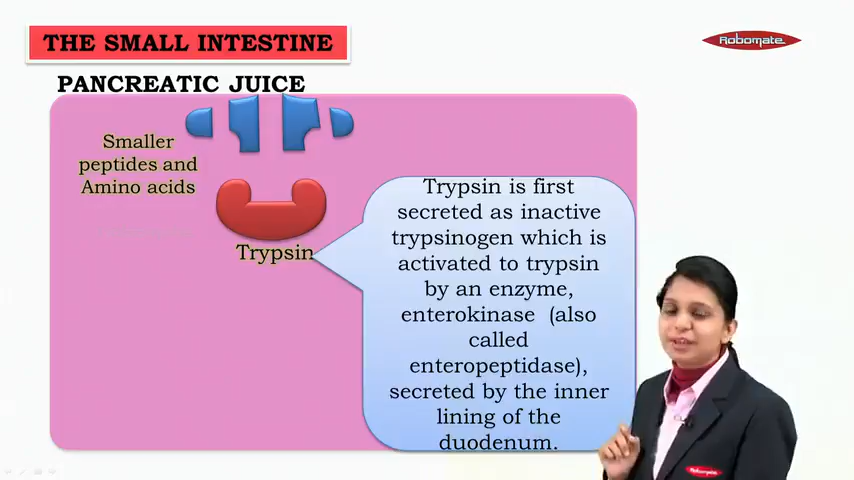 THE SMALL INTESTINE
Robomate
PANCREATIC JUICE
Smaller
peptides and
Amino acids
Trypsin
Trypsin is first
secreted as inactive
trypsinogen which is
activated to trypsin
by an enzyme,
enterokinase (also
called
enteropeptidase),
secreted by the inner
lining of the
duodenum.
Robomate